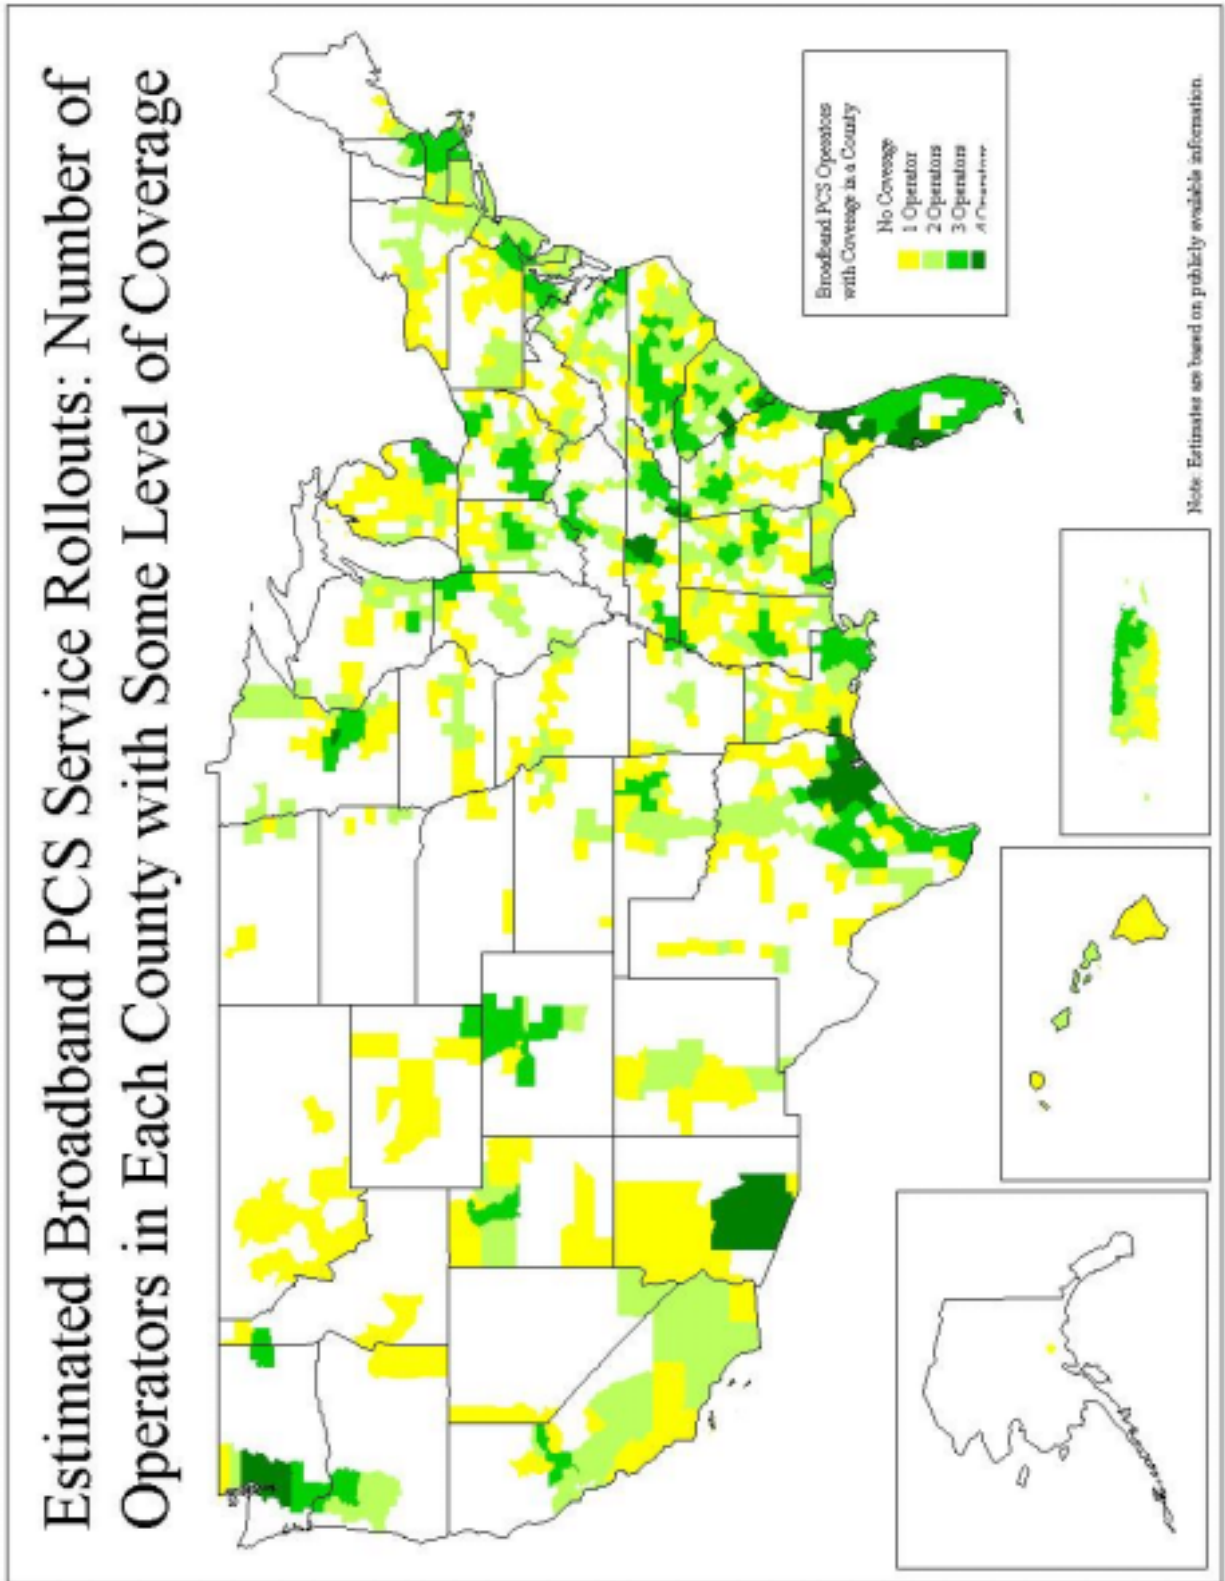 Estimated Broadband PCS Service Rollouts: Number of
Operators in Each County with Some Level of Coverage
Broadband PCS Operators
with Coverage in a County
No Coverage
1 Operator
2 Operators
3 Operators
Note: Estimates are based on publicly available information.